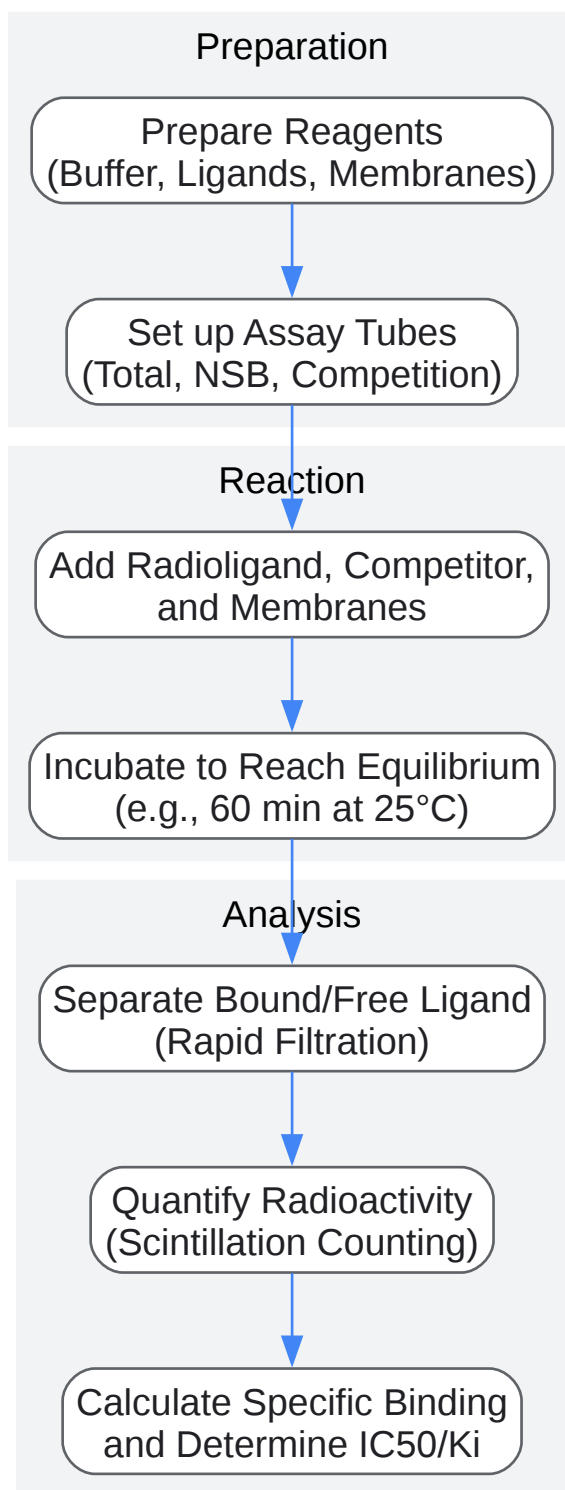 Preparation
Prepare Reagents
(Buffer, Ligands, Membranes)
Set up Assay Tubes
(Total, NSB, Competition)
Reaction
Add Radioligand, Competitor,
and Membranes
Incubate to Reach Equilibrium
(e.g., 60 min at 25°C)
Analysis
Separate Bound/Free Ligand
(Rapid Filtration)
Quantify Radioactivity
(Scintillation Counting)
Calculate Specific Binding
and Determine IC50/Ki